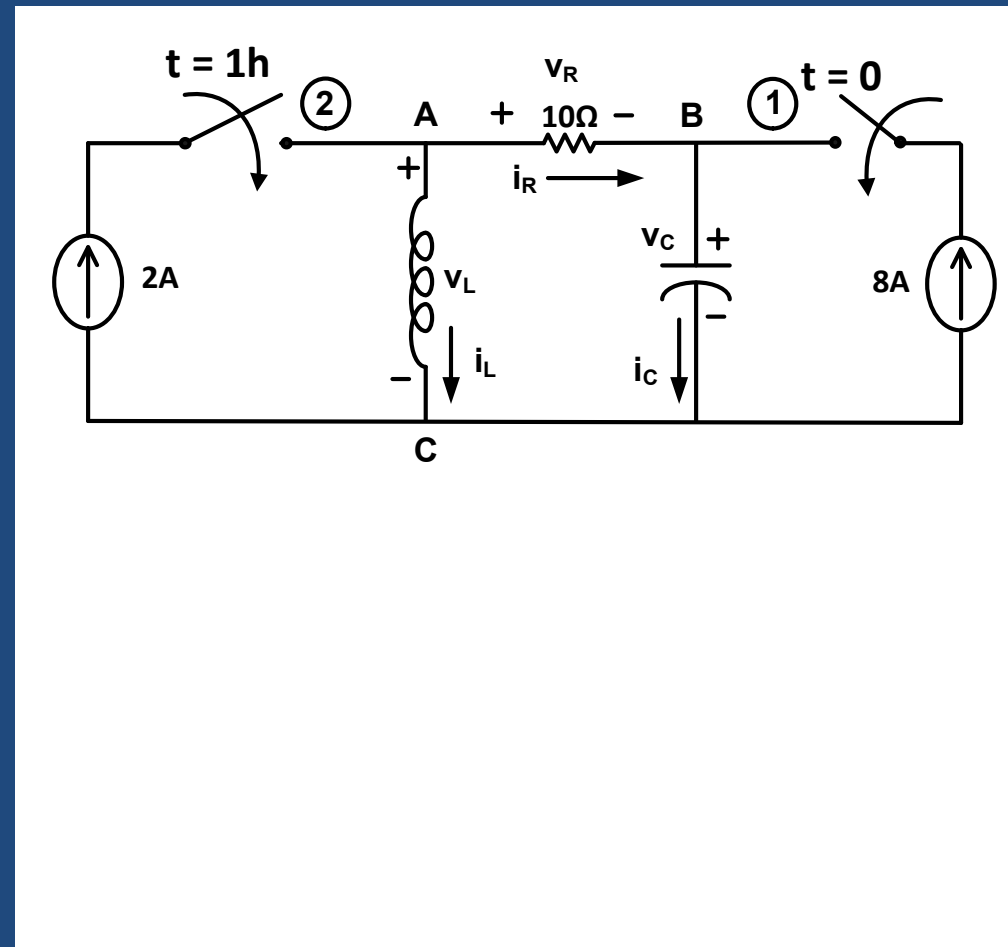 t = 1h
2
A
+ vR 10Ω −
B
1
t = 0
iR
2A
+
vL
−
iL
vC +
−
iC
8A
C